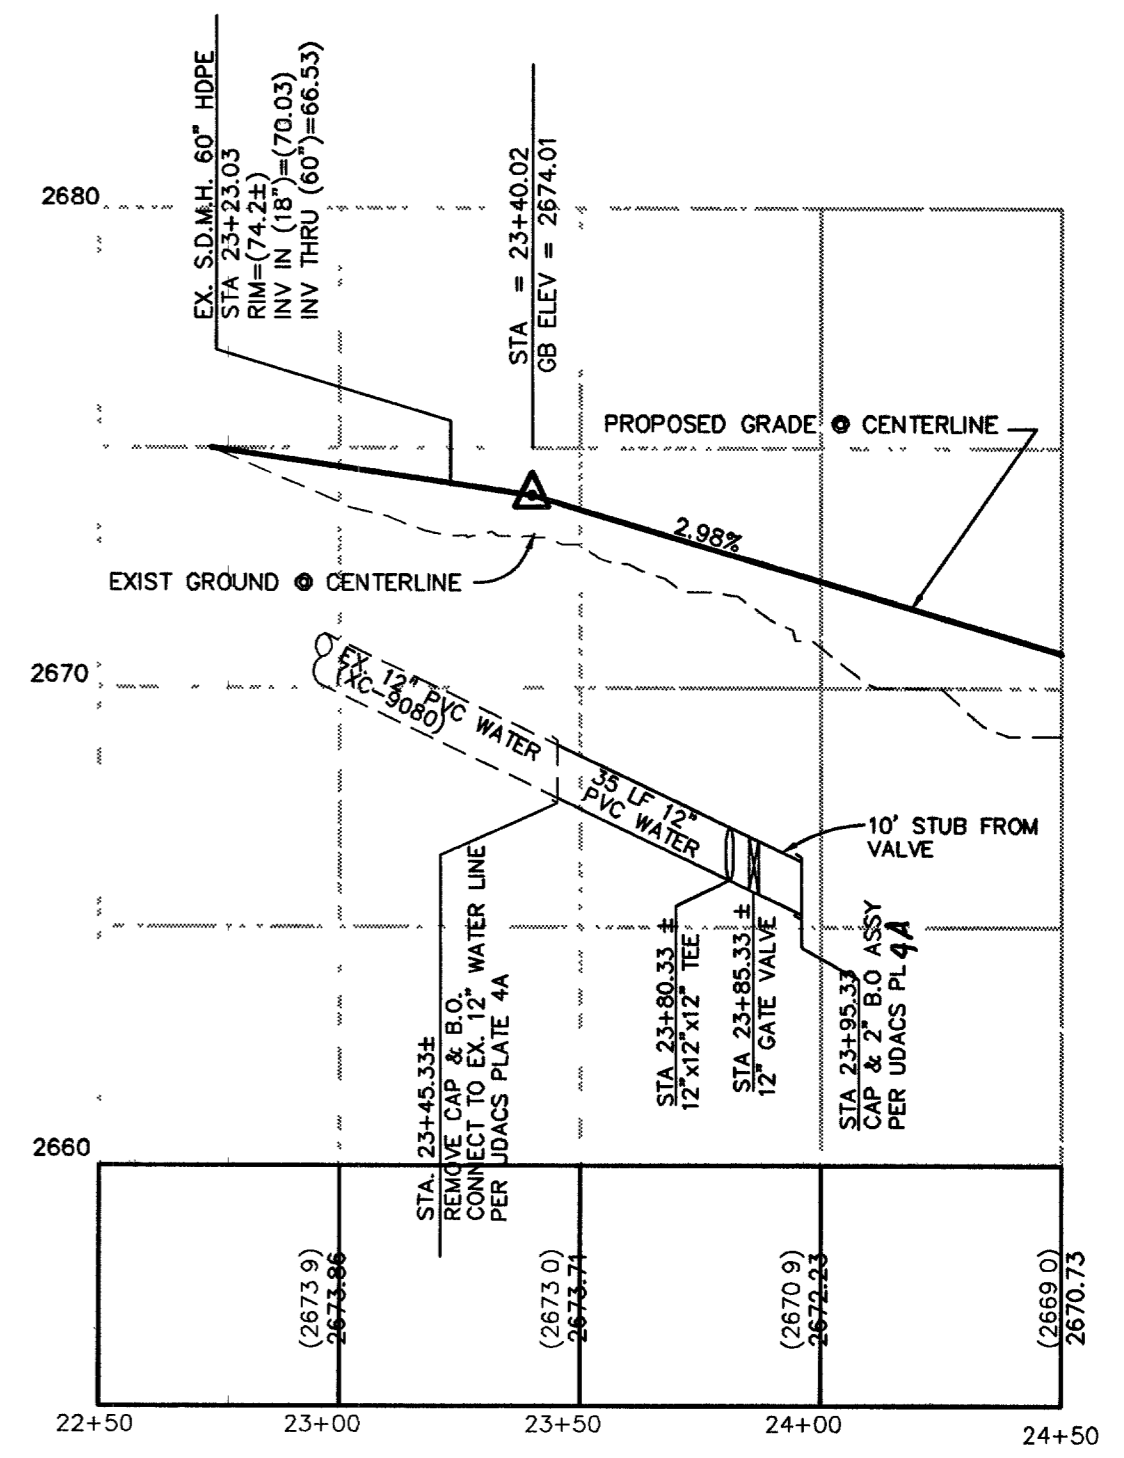 EX. S.D.M.H. 60" HDPE
STA 23+23.03
RIM=(74.2±)
INV IN (18")=(70.03)
INV THRU (60")=66.53)
STA = 23+40.02
GB ELEV = 2674.01
2680
PROPOSED GRADE @ CENTERLINE
2.98%
EXIST GROUND @ CENTERLINE
2670
EX. 12" PVC WATER
(XC-9080)
35 LF 12"
PVC WATER
10' STUB FROM
VALVE
STA. 23+45.33±
REMOVE CAP & B.O.
CONNECT TO EX. 12" WATER LINE
PER UDACS PLATE 4A
STA 23+80.33 ±
12"x12"x12" TEE
STA 23+85.33 ±
12" GATE VALVE
STA 23+95.33
CAP & 2" B.O ASSY
PER UDACS PL 4A
2660
(2673 9)
2673.86
(2673 0)
2673.71
(2670 9)
2672.23
(2669 0)
2670.73
22+50
23+00
23+50
24+00
24+50